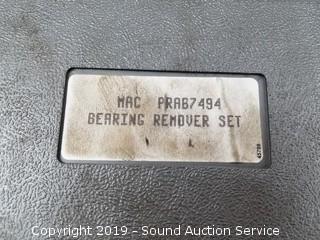 MAC PRAB7494
BEARING REMOVER SET
Copyright 2019 - Sound Auction Service